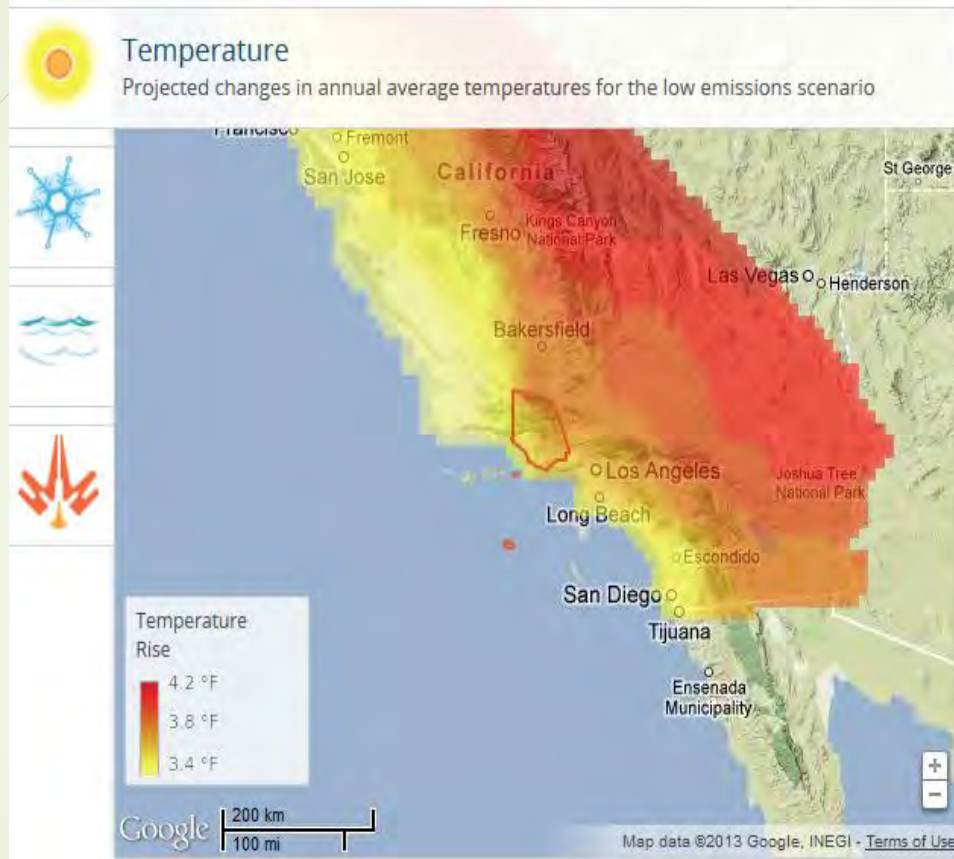 Temperature
Projected changes in annual average temperatures for the low emissions scenario
Francisco
Fremont
San Jose
California
St George
Fresno
Kings Canyon
National Park
Las Vegas
Henderson
Bakersfield
Los Angeles
Joshua Tree
National Park
Long Beach
Escondido
San Diego
Tijuana
Ensenada
Municipality
Temperature
Rise
4.2 °F
3.8 °F
3.4 °F
Google
200 km
100 mi
+
−
Map data ©2013 Google, INEGI - Terms of Use